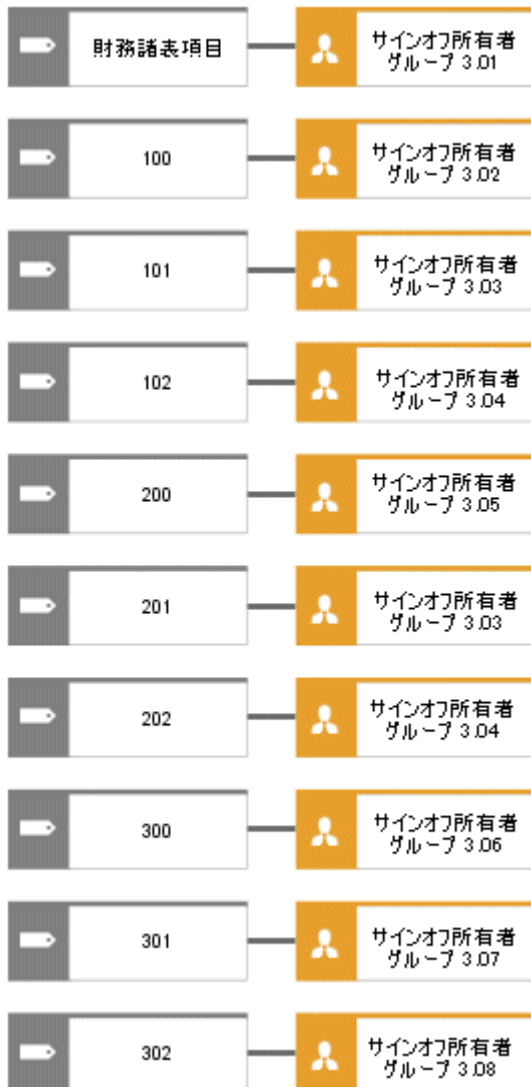 財務諸表項目
サインオフ所有者
グループ 3.01
100
サインオフ所有者
グループ 3.02
101
サインオフ所有者
グループ 3.03
102
サインオフ所有者
グループ 3.04
200
サインオフ所有者
グループ 3.05
201
サインオフ所有者
グループ 3.03
202
サインオフ所有者
グループ 3.04
300
サインオフ所有者
グループ 3.06
301
サインオフ所有者
グループ 3.07
302
サインオフ所有者
グループ 3.08